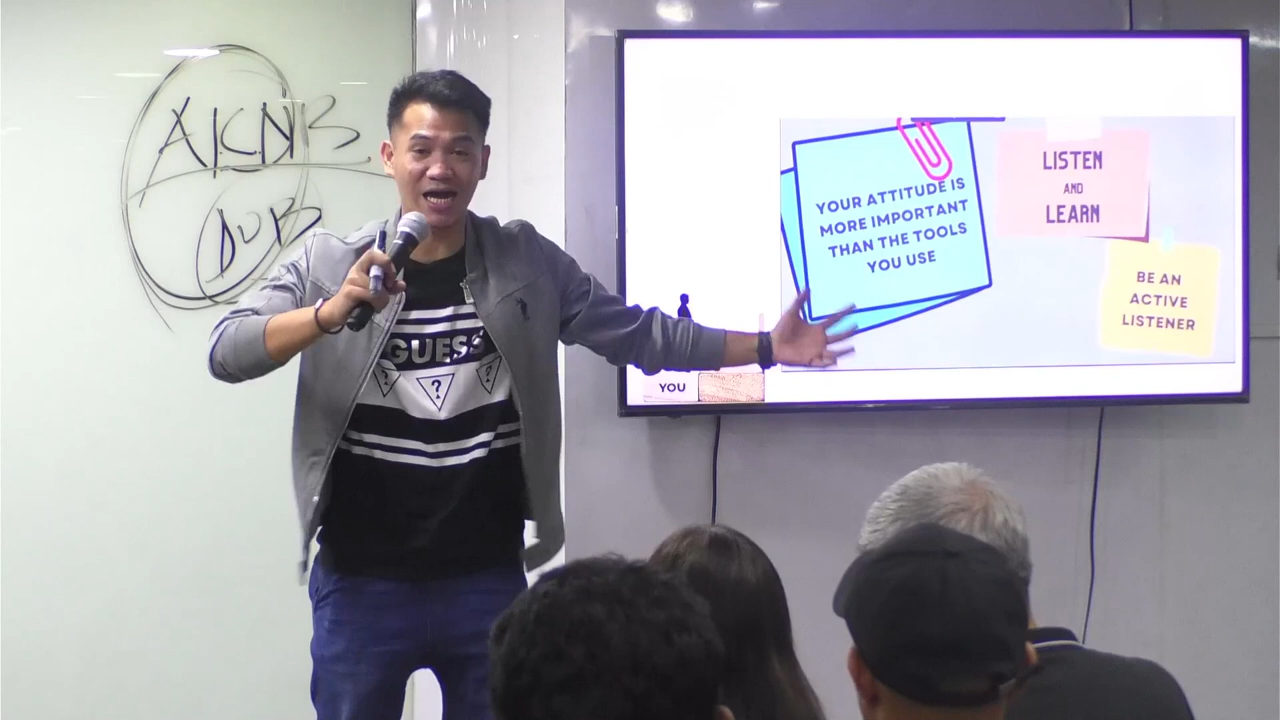 YOUR ATTITUDE IS
MORE IMPORTANT
THAN THE TOOLS
YOU USE
LISTEN
AND
LEARN
BE AN
ACTIVE
LISTENER
YOU
GUESS
?
?
?